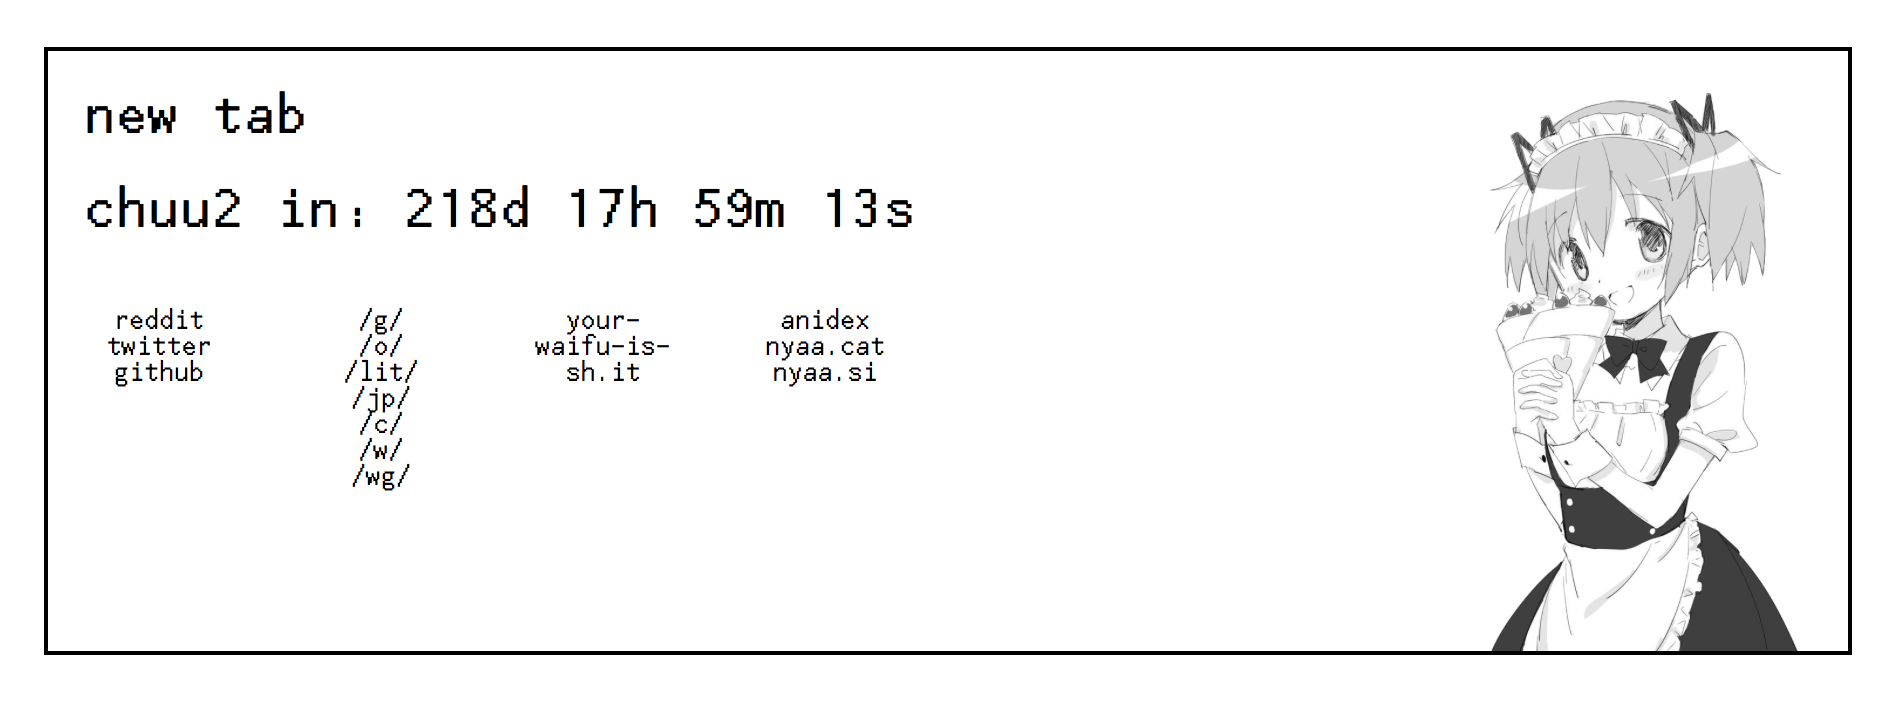 new tab
chuu2 in: 218d 17h 59m 13s
reddit
twitter
github
/g/
/o/
/lit/
/jp/
/c/
/w/
/wg/
your-
waifu-is-
sh.it
anidex
nyaa.cat
nyaa.si